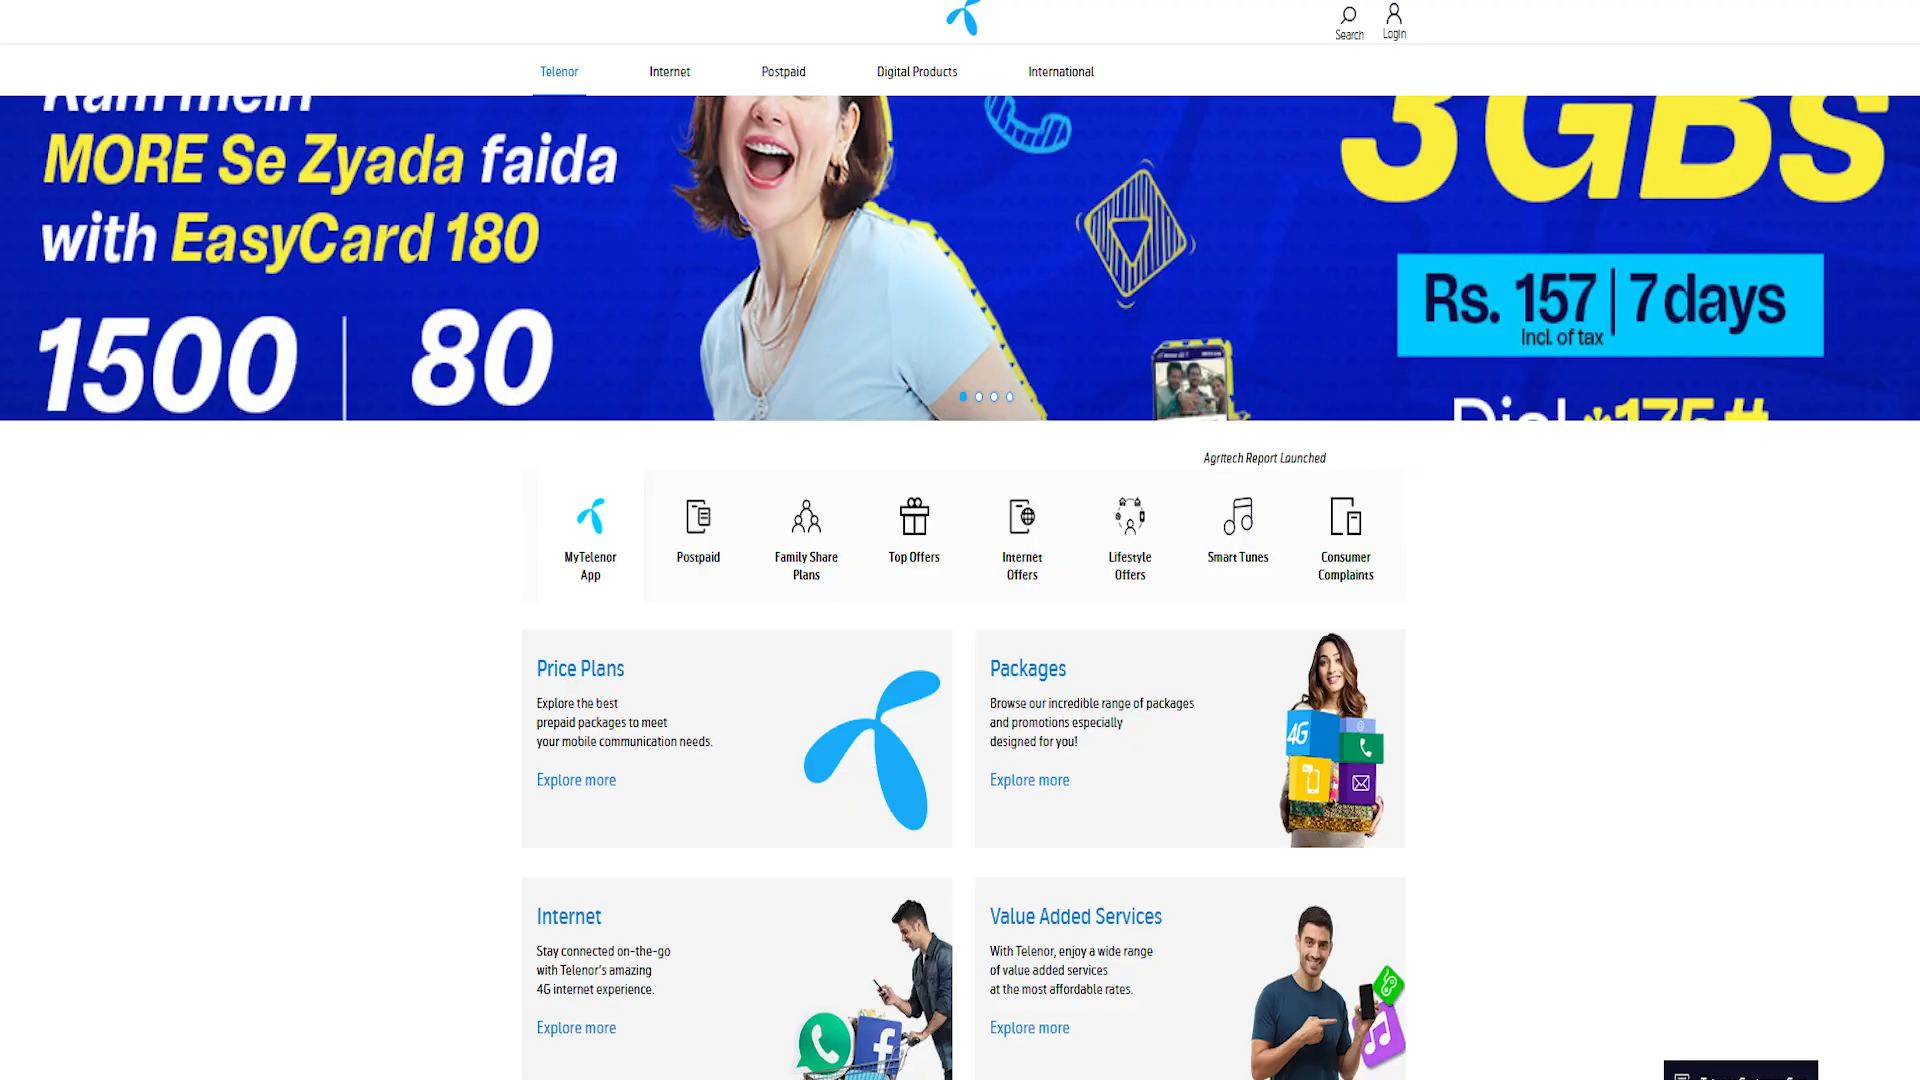 Search
Login
Telenor
Internet
Postpaid
Digital Products
International
MORE Se Zyada faida
with EasyCard 180
1500 | 80
3GBs
Rs. 157 | 7 days
Incl. of tax
Dial *175#
Agritech Report Launched
MyTelenor
App
Postpaid
Family Share
Plans
Top Offers
Internet
Offers
Lifestyle
Offers
Smart Tunes
Consumer
Complaints
Price Plans
Explore the best
prepaid packages to meet
your mobile communication needs.
Explore more
Packages
Browse our incredible range of packages
and promotions especially
designed for you!
Explore more
4G
Internet
Stay connected on-the-go
with Telenor's amazing
4G internet experience.
Explore more
Value Added Services
With Telenor, enjoy a wide range
of value added services
at the most affordable rates.
Explore more